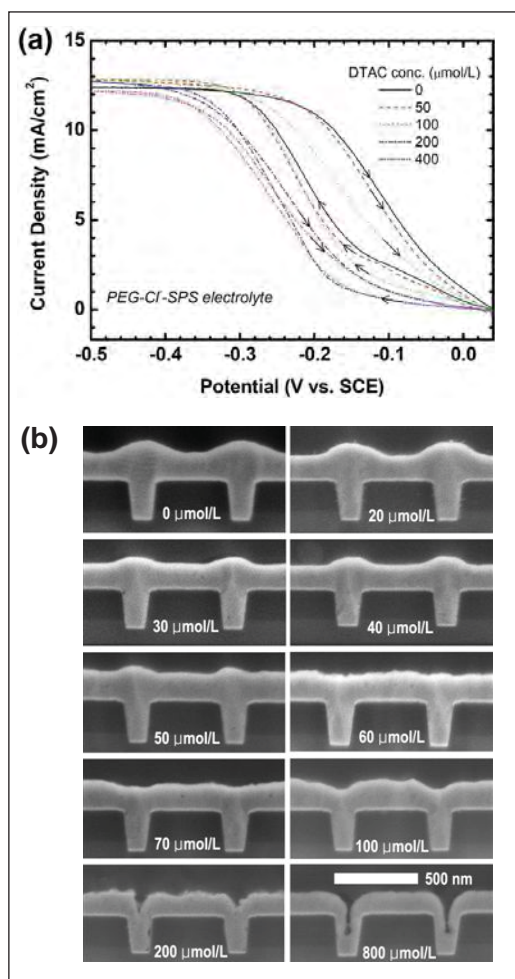 (a)
15
10
5
0
Current Density (mA/cm²)
DTAC conc. (μmol/L)
0
50
100
200
400
PEG-Cl⁻-SPS electrolyte
-0.5 -0.4 -0.3 -0.2 -0.1 0.0
Potential (V vs. SCE)
(b)
0 μmol/L
20 μmol/L
30 μmol/L
40 μmol/L
50 μmol/L
60 μmol/L
70 μmol/L
100 μmol/L
200 μmol/L
500 nm
800 μmol/L